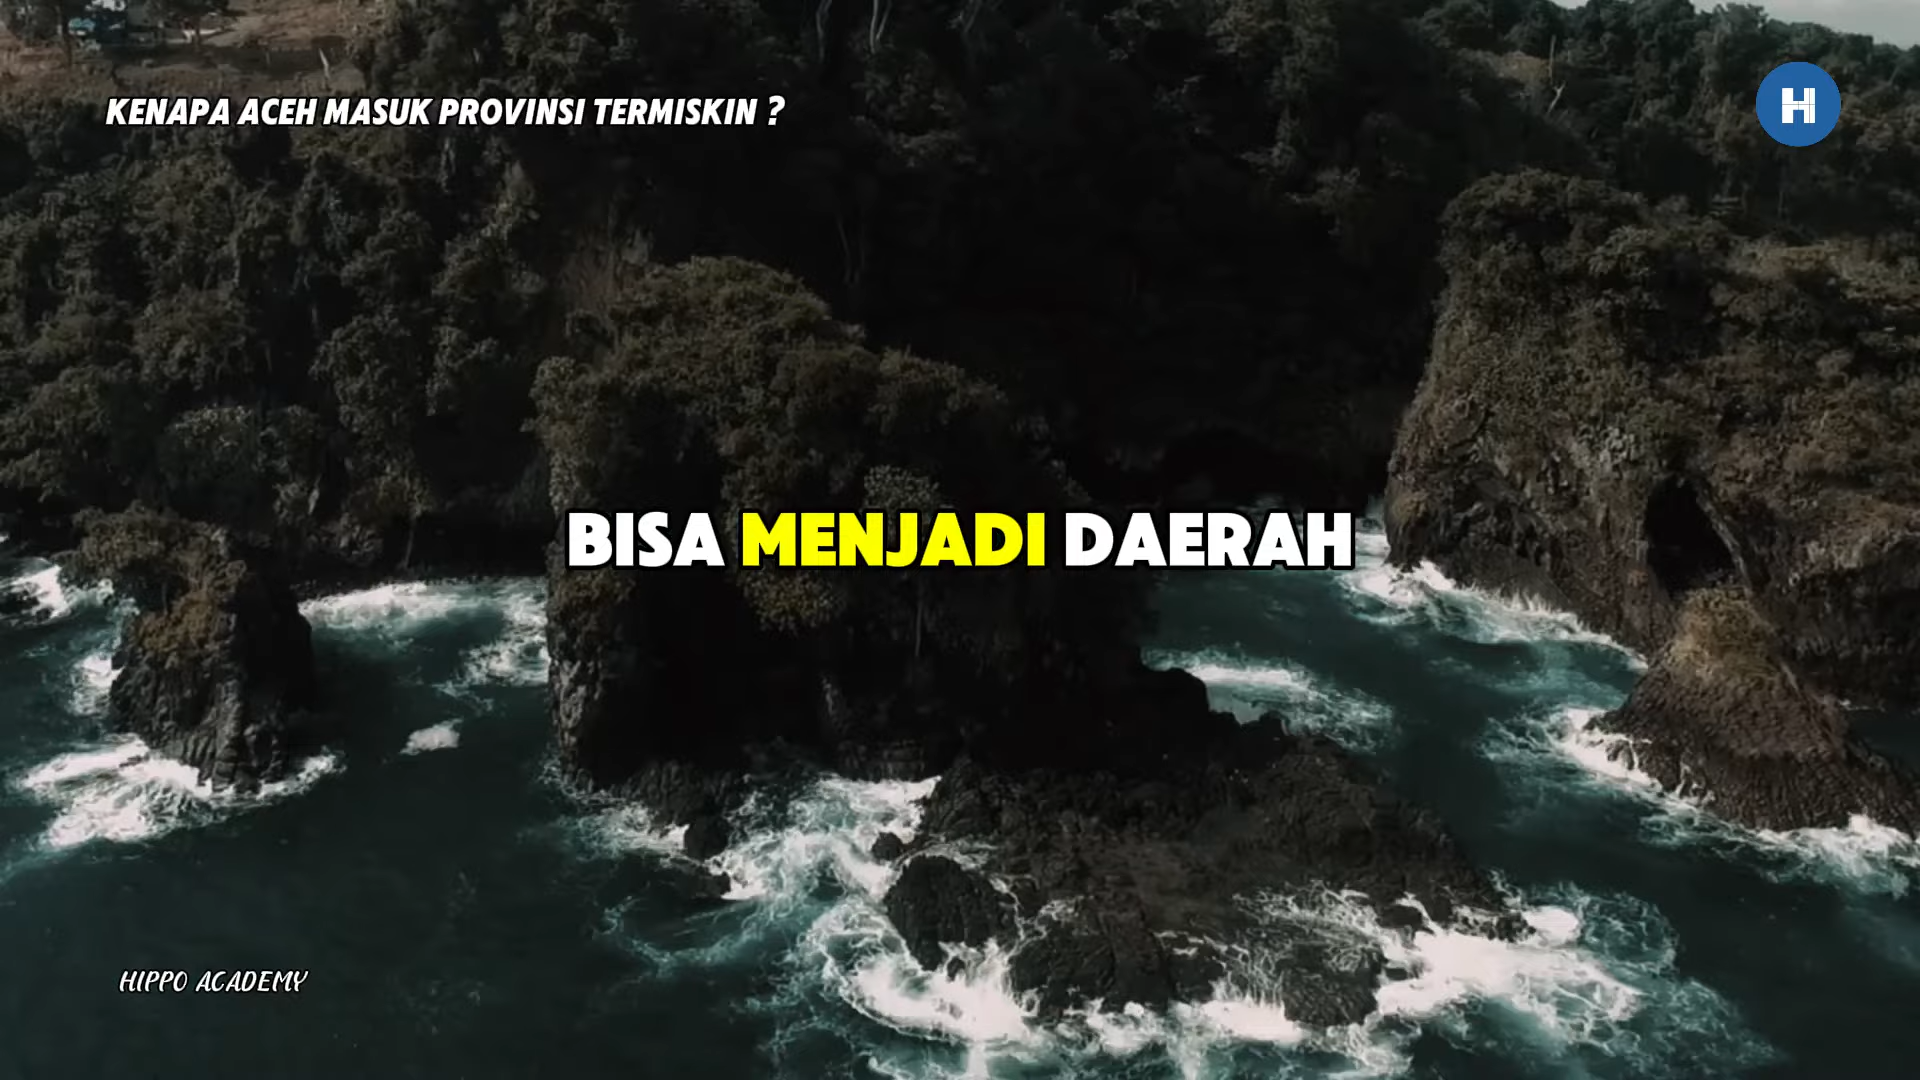 KENAPA ACEH MASUK PROVINSI TERMISKIN ?
H
BISA MENJADI DAERAH
HIPPO ACADEMY